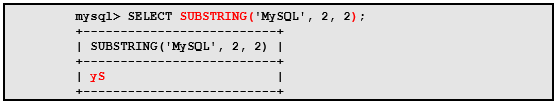 mysql> SELECT SUBSTRING('MySQL', 2, 2);
+--------------------------+
| SUBSTRING('MySQL', 2, 2) |
+--------------------------+
| yS                       |
+--------------------------+